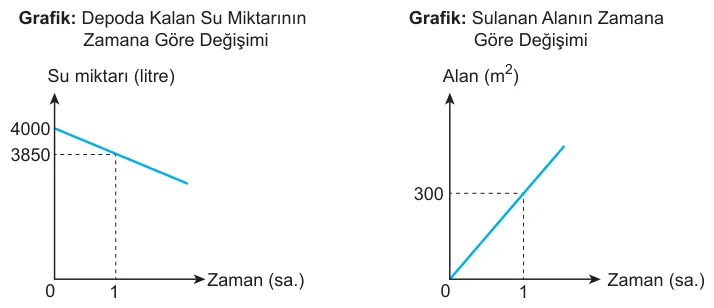 Grafik: Depoda Kalan Su Miktarının
Zamana Göre Değişimi
Su miktarı (litre)
4000
3850
0
1
Zaman (sa.)
Grafik: Sulanan Alanın Zamana
Göre Değişimi
Alan (m²)
300
0
1
Zaman (sa.)